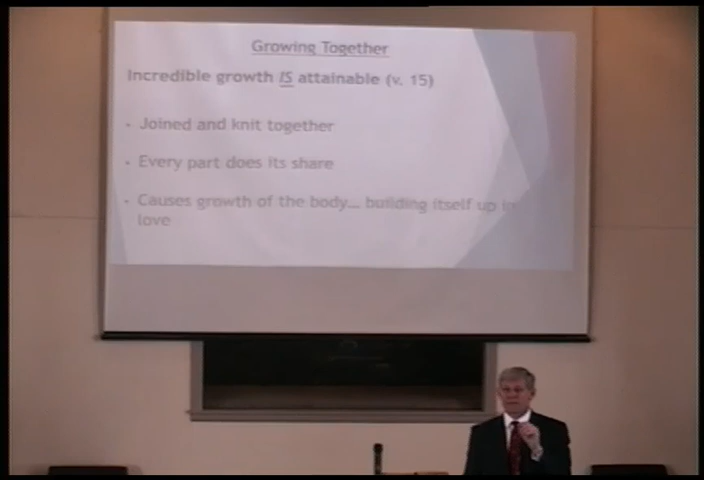 Growing Together
Incredible growth IS attainable (v. 15)
- Joined and knit together
- Every part does its share
- Causes growth of the body... building itself up in
love